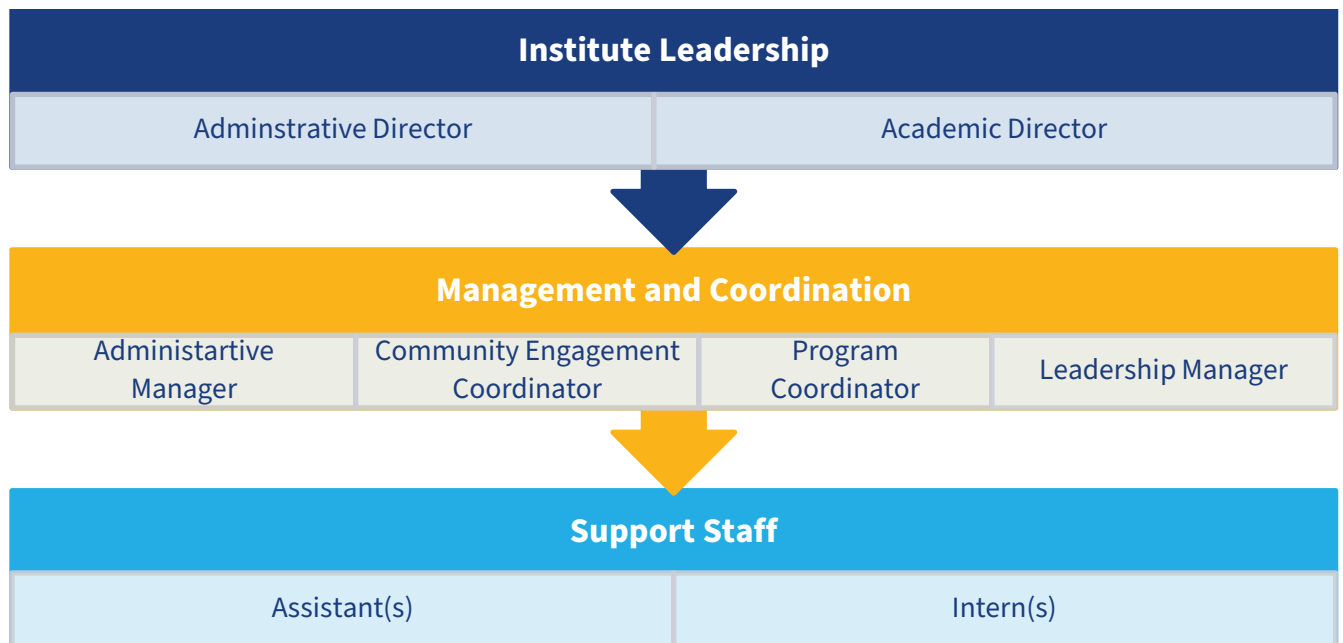 Institute Leadership
Adminstrative Director
Academic Director
Management and Coordination
Administartive
Manager
Community Engagement
Coordinator
Program
Coordinator
Leadership Manager
Support Staff
Assistant(s)
Intern(s)